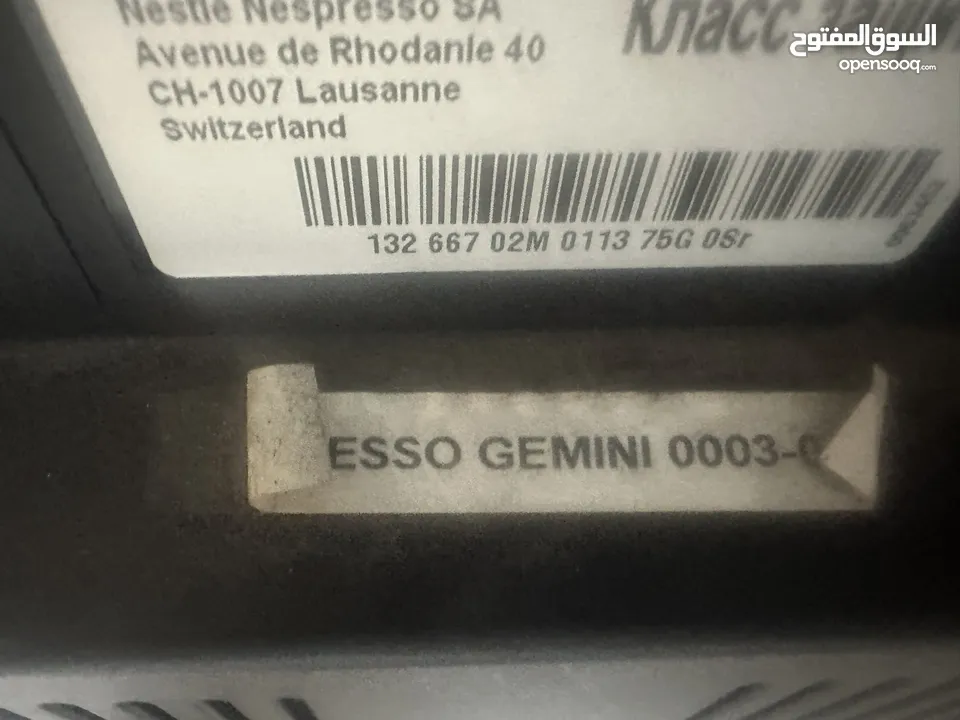 Nestle Nespresso SA
Avenue de Rhodanie 40
CH-1007 Lausanne
Switzerland
Класс
السوق المفتوح
opensooq.com
132 667 02M 0113 75G 0Sr
ESSO GEMINI 0003-